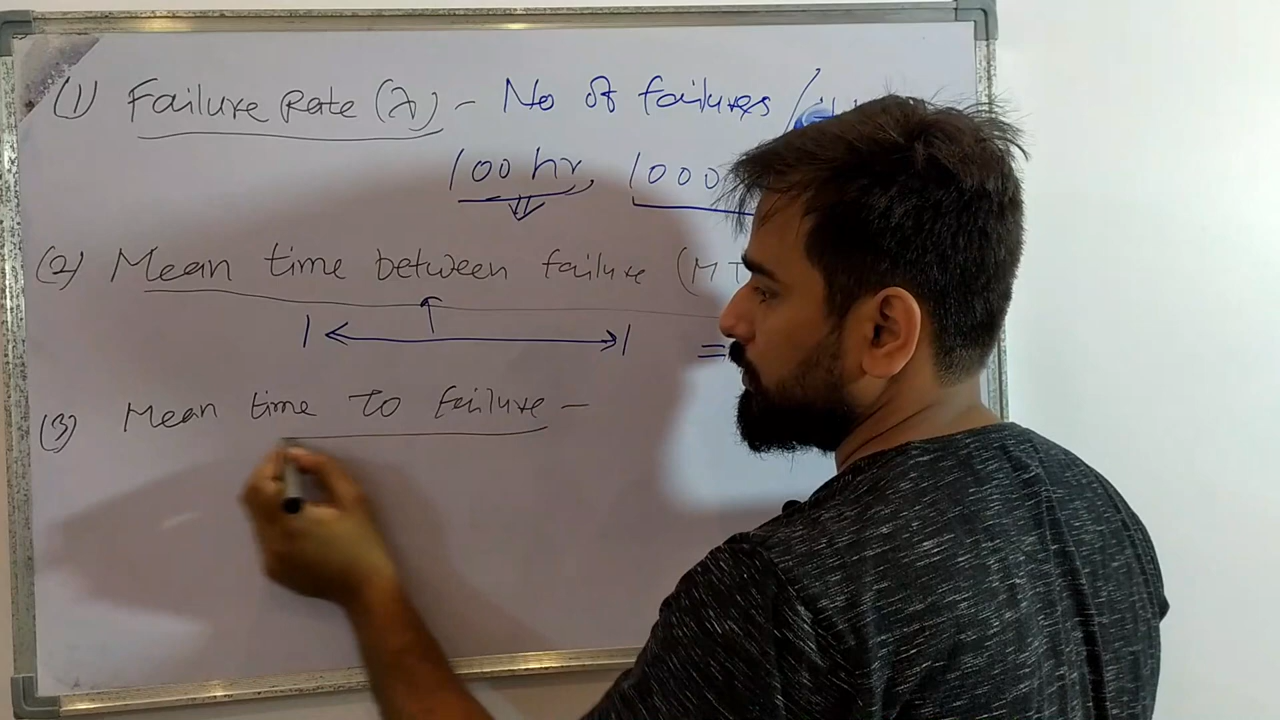 (1) Failure Rate (λ) - No of failures /
100 hr, 1000
(2) Mean time between failure (MT
=
(3) Mean time to failure -